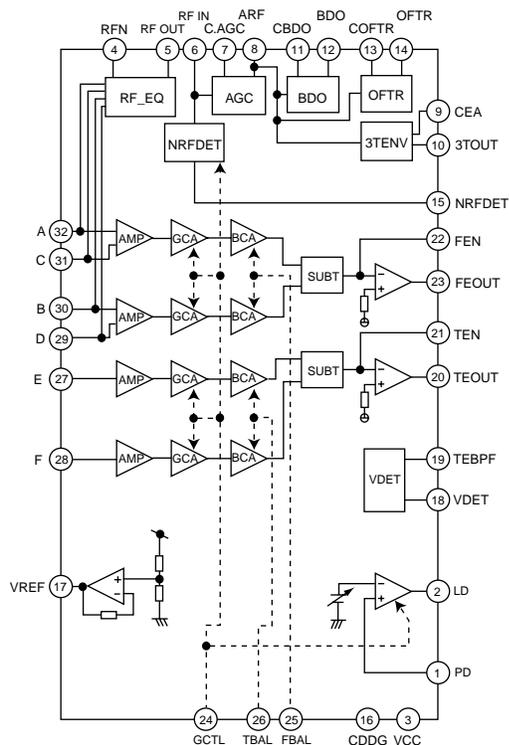 RFN RF OUT RF IN C.AGC ARF CBDO BDO COFTR OFTR
4 5 6 7 8 11 12 13 14
RF_EQ AGC BDO OFTR
9 CEA
NRFDET 3TENV 10 3TOUT
15 NRFDET
A 32 AMP GCA BCA 22 FEN
C 31 SUBT − + 23 FEOUT
B 30 AMP GCA BCA
D 29 21 TEN
E 27 AMP GCA BCA SUBT − + 20 TEOUT
F 28 AMP GCA BCA VDET 19 TEBPF
18 VDET
VREF 17 + − − + 2 LD
1 PD
24 26 25 16 3
GCTL TBAL FBAL CDDG VCC